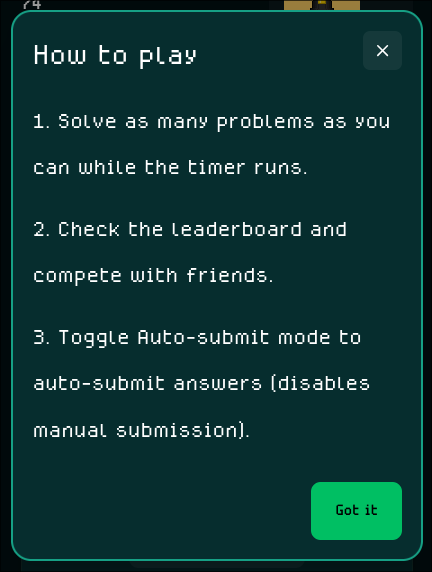 How to play
1. Solve as many problems as you
can while the timer runs.
2. Check the leaderboard and
compete with friends.
3. Toggle Auto-submit mode to
auto-submit answers (disables
manual submission).
Got it